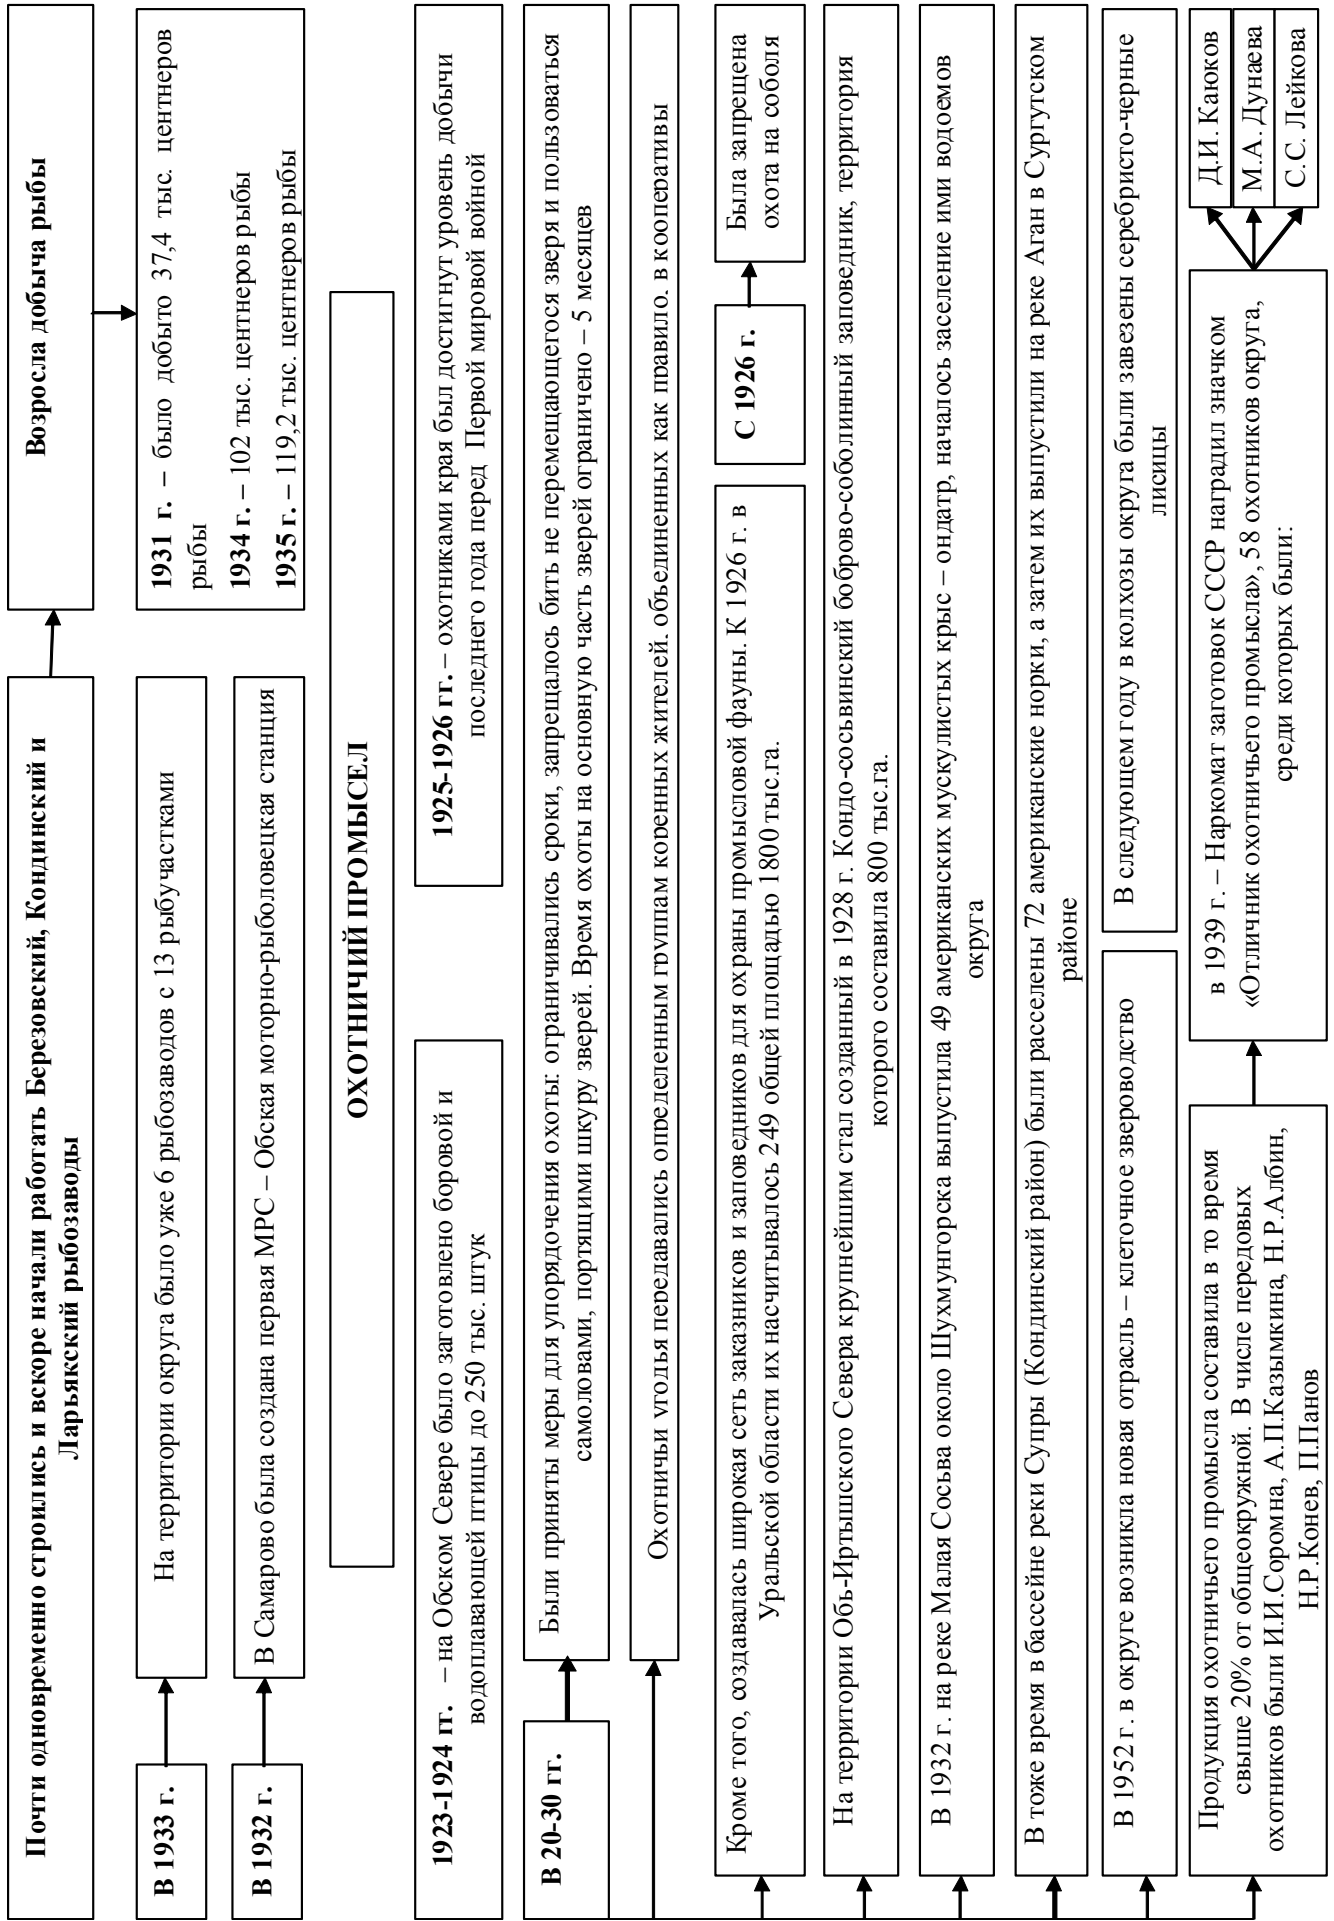 Почти одновременно строились и вскоре начали работать Березовский, Кондинский и
Ларьякский рыбозаводы
Возросла добыча рыбы
В 1933 г.
На территории округа было уже 6 рыбозаводов с 13 рыбучастками
1931 г. – было добыто 37,4 тыс. центнеров
рыбы
1934 г. – 102 тыс. центнеров рыбы
1935 г. – 119,2 тыс. центнеров рыбы
В 1932 г.
В Самарово была создана первая МРС – Обская моторно-рыболовецкая станция
ОХОТНИЧИЙ ПРОМЫСЕЛ
1923-1924 гг. – на Обском Севере было заготовлено боровой и
водоплавающей птицы до 250 тыс. штук
1925-1926 гг. – охотниками края был достигнут уровень добычи
последнего года перед Первой мировой войной
В 20-30 гг.
Были приняты меры для упорядочения охоты: ограничивались сроки, запрещалось бить не перемещающегося зверя и пользоваться
самоловами, портящими шкуру зверей. Время охоты на основную часть зверей ограничено – 5 месяцев
Охотничьи угодья передавались определенным группам коренных жителей, объединенных как правило, в кооперативы
Кроме того, создавалась широкая сеть заказников и заповедников для охраны промысловой фауны. К 1926 г. в
Уральской области их насчитывалось 249 общей площадью 1800 тыс.га.
С 1926 г.
Была запрещена
охота на соболя
На территории Обь-Иртышского Севера крупнейшим стал созданный в 1928 г. Кондо-сосьвинский боброво-соболинный заповедник, территория
которого составила 800 тыс.га.
В 1932 г. на реке Малая Сосьва около Шухмунгорска выпустила 49 американских мускулистых крыс – ондатр, началось заселение ими водоемов
округа
В тоже время в бассейне реки Супры (Кондинский район) были расселены 72 американские норки, а затем их выпустили на реке Аган в Сургутском
районе
В 1952 г. в округе возникла новая отрасль – клеточное звероводство
В следующем году в колхозы округа были завезены серебристо-черные
лисицы
Продукция охотничьего промысла составила в то время
свыше 20% от общеокружной. В числе передовых
охотников были И.И.Соромна, А.П.Казымкина, Н.Р.Албин,
Н.Р.Конев, П.Панов
в 1939 г. – Наркомат заготовок СССР наградил значком
«Отличник охотничьего промысла», 58 охотников округа,
среди которых были:
Д.И. Каюков
М.А. Дунаева
С.С. Лейкова